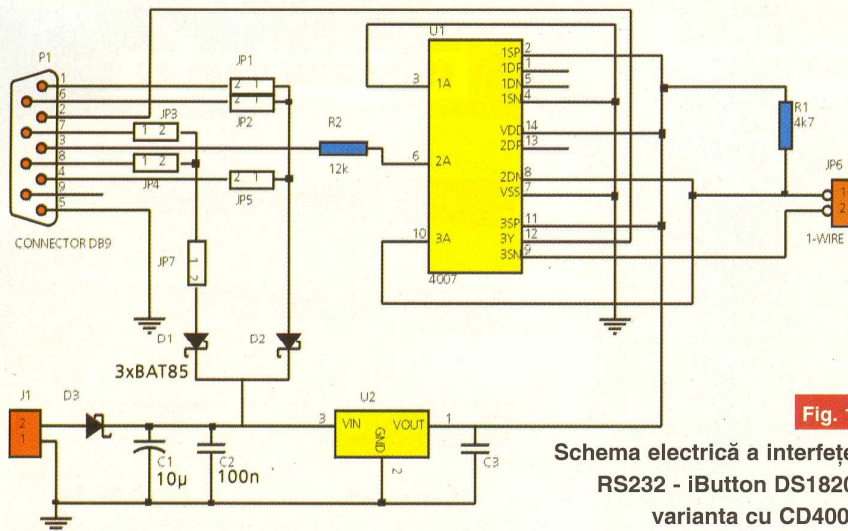 U1
P1
JP1
1
6
2
7
3
8
4
9
5
2 1
2 1
JP2
JP3
1 2
1 2
JP4
2 1
JP5
R2
12k
3
1A
6
2A
10
3A
4007
1SP 2
1DP 1
1DN 5
1SN 4
VDD 14
2DP 13
2DN 8
VSS 7
3SP 11
3Y 12
3SN 9
R1
4k7
JP6
1
2
1-WIRE
CONNECTOR DB9
JP7
1 2
D1
D2
3xBAT85
J1
2
1
D3
C1
10µ
C2
100n
U2
3
VIN
VOUT
GND
1
2
C3
Fig. 1
Schema electrică a interfețe
RS232 - iButton DS1820
varianta cu CD400